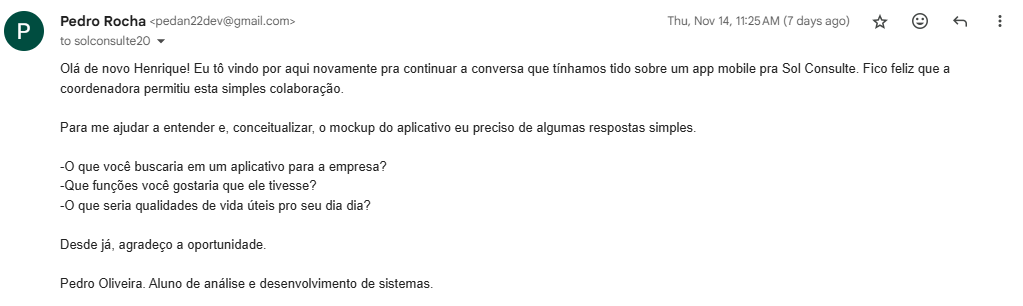 P
Pedro Rocha <pedan22dev@gmail.com>
Thu, Nov 14, 11:25 AM (7 days ago)
to solconsulte20
Olá de novo Henrique! Eu tô vindo por aqui novamente pra continuar a conversa que tínhamos tido sobre um app mobile pra Sol Consulte. Fico feliz que a
coordenadora permitiu esta simples colaboração.
Para me ajudar a entender e, conceitualizar, o mockup do aplicativo eu preciso de algumas respostas simples.
-O que você buscaria em um aplicativo para a empresa?
-Que funções você gostaria que ele tivesse?
-O que seria qualidades de vida úteis pro seu dia dia?
Desde já, agradeço a oportunidade.
Pedro Oliveira. Aluno de análise e desenvolvimento de sistemas.